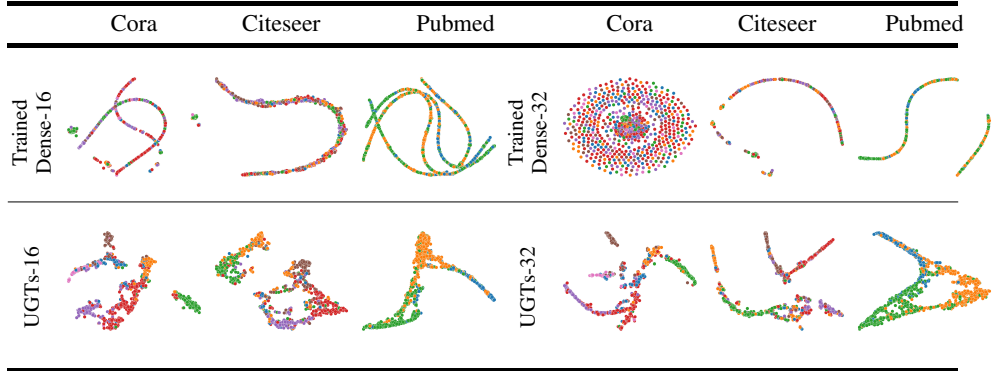 Cora Citeseer Pubmed Cora Citeseer Pubmed
Trained
Dense-16
Trained
Dense-32
UGTs-16
UGTs-32